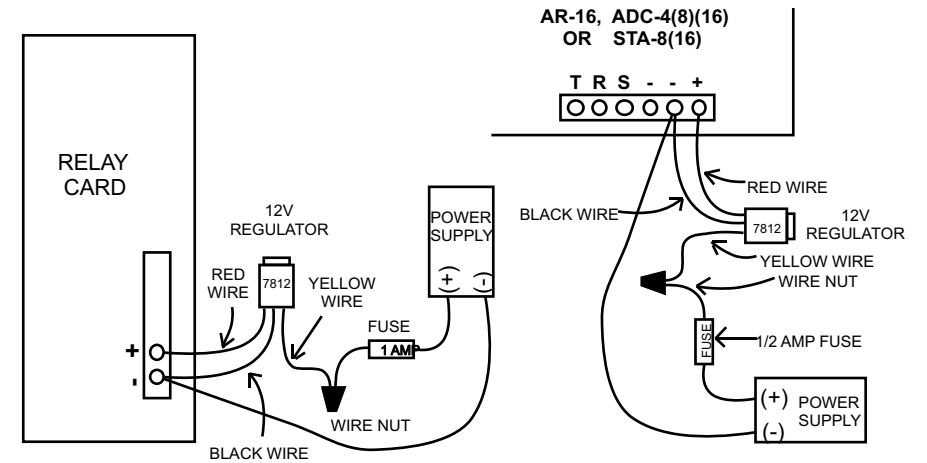 RELAY
CARD
+
-
12V
REGULATOR
7812
RED
WIRE
YELLOW
WIRE
BLACK WIRE
WIRE NUT
FUSE
1 AMP
POWER
SUPPLY
(+)
(-)
AR-16, ADC-4(8)(16)
OR STA-8(16)
T R S - - +
RED WIRE
BLACK WIRE
7812
12V
REGULATOR
YELLOW WIRE
WIRE NUT
FUSE
1/2 AMP FUSE
(+)
(-)
POWER
SUPPLY